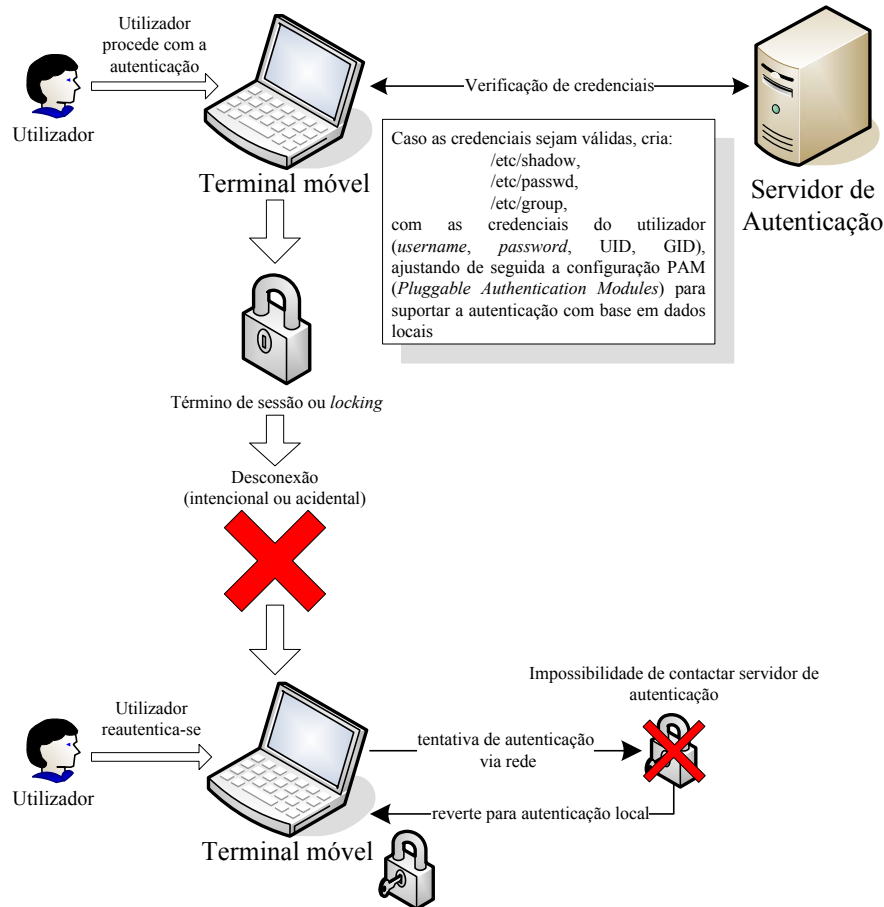 Utilizador
procede com a
autenticação
Utilizador
Verificação de credenciais
Terminal móvel
Servidor de
Autenticação
Caso as credenciais sejam válidas, cria:
/etc/shadow,
/etc/passwd,
/etc/group,
com as credenciais do utilizador
(username, password, UID, GID),
ajustando de seguida a configuração PAM
(Pluggable Authentication Modules) para
suportar a autenticação com base em dados
locais
Término de sessão ou locking
Desconexão
(intencional ou acidental)
Utilizador
reautentica-se
Utilizador
Impossibilidade de contactar servidor de
autenticação
tentativa de autenticação
via rede
reverte para autenticação local
Terminal móvel